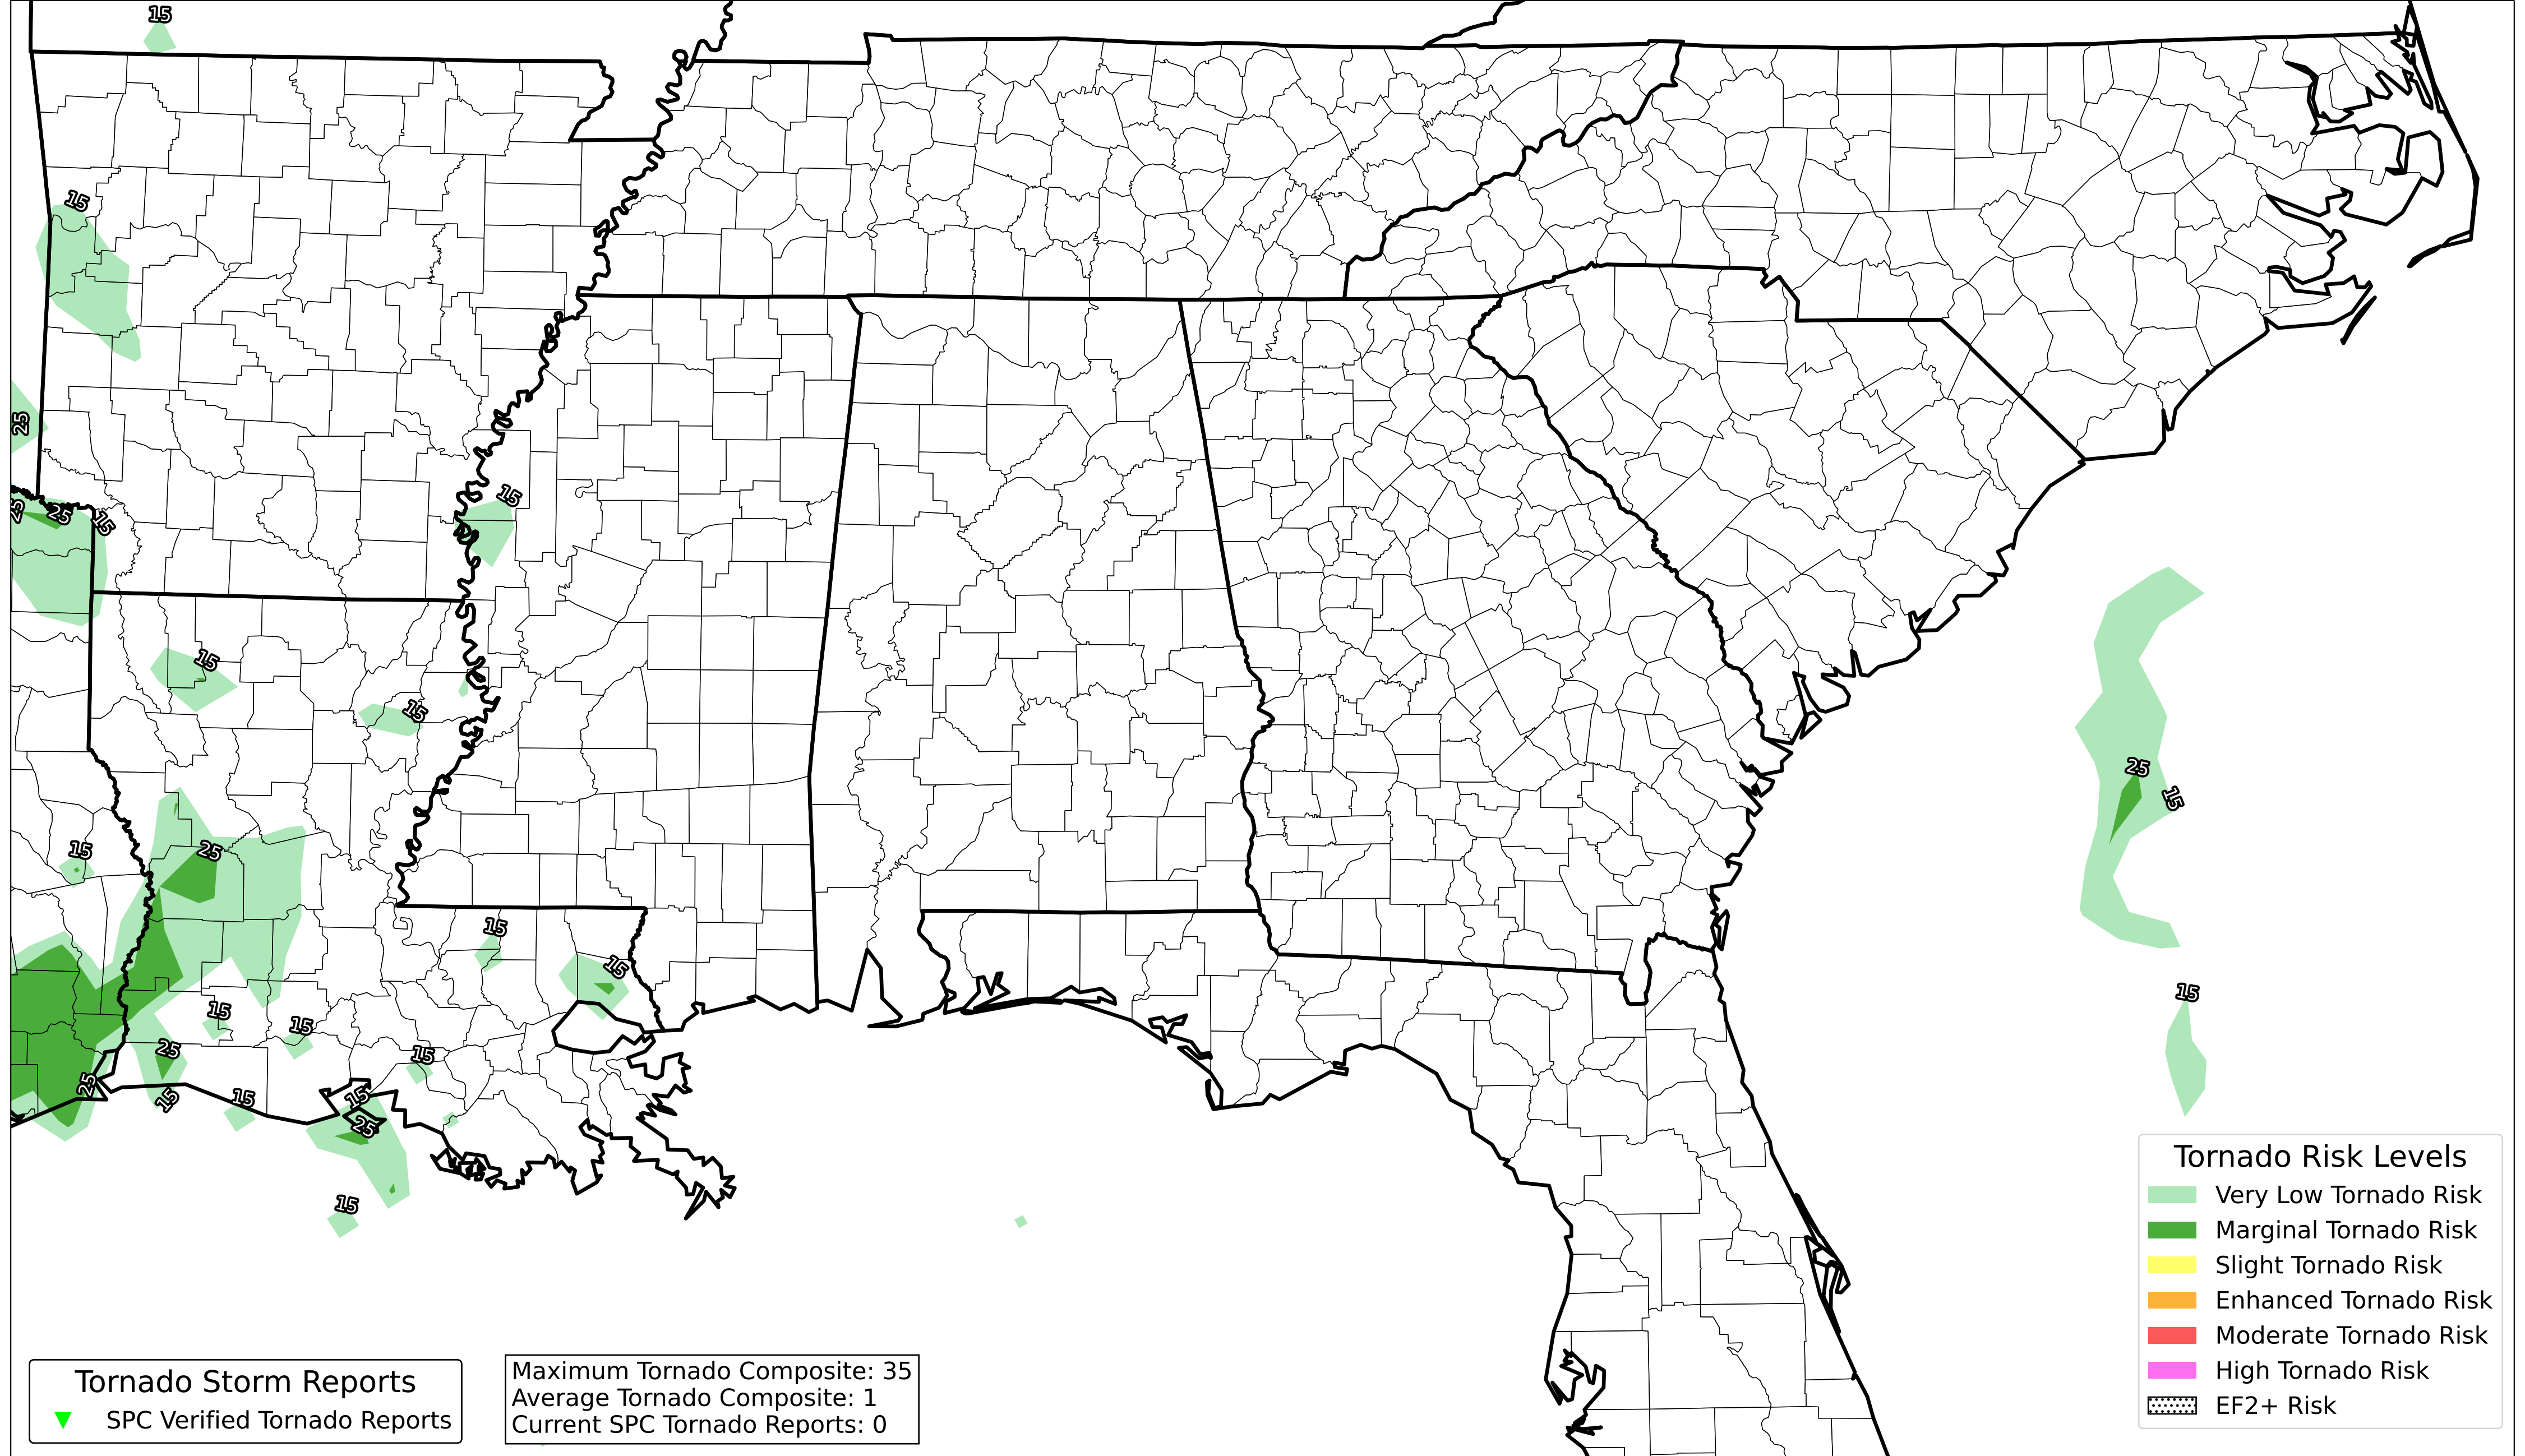 15
15
25
15
25
25
15
15
15
25
15
25
15
15
15
15
15
15
25
15
25
15
15
15
25
15
15
Tornado Risk Levels
Very Low Tornado Risk
Marginal Tornado Risk
Slight Tornado Risk
Enhanced Tornado Risk
Moderate Tornado Risk
High Tornado Risk
EF2+ Risk
Tornado Storm Reports
SPC Verified Tornado Reports
Maximum Tornado Composite: 35
Average Tornado Composite: 1
Current SPC Tornado Reports: 0